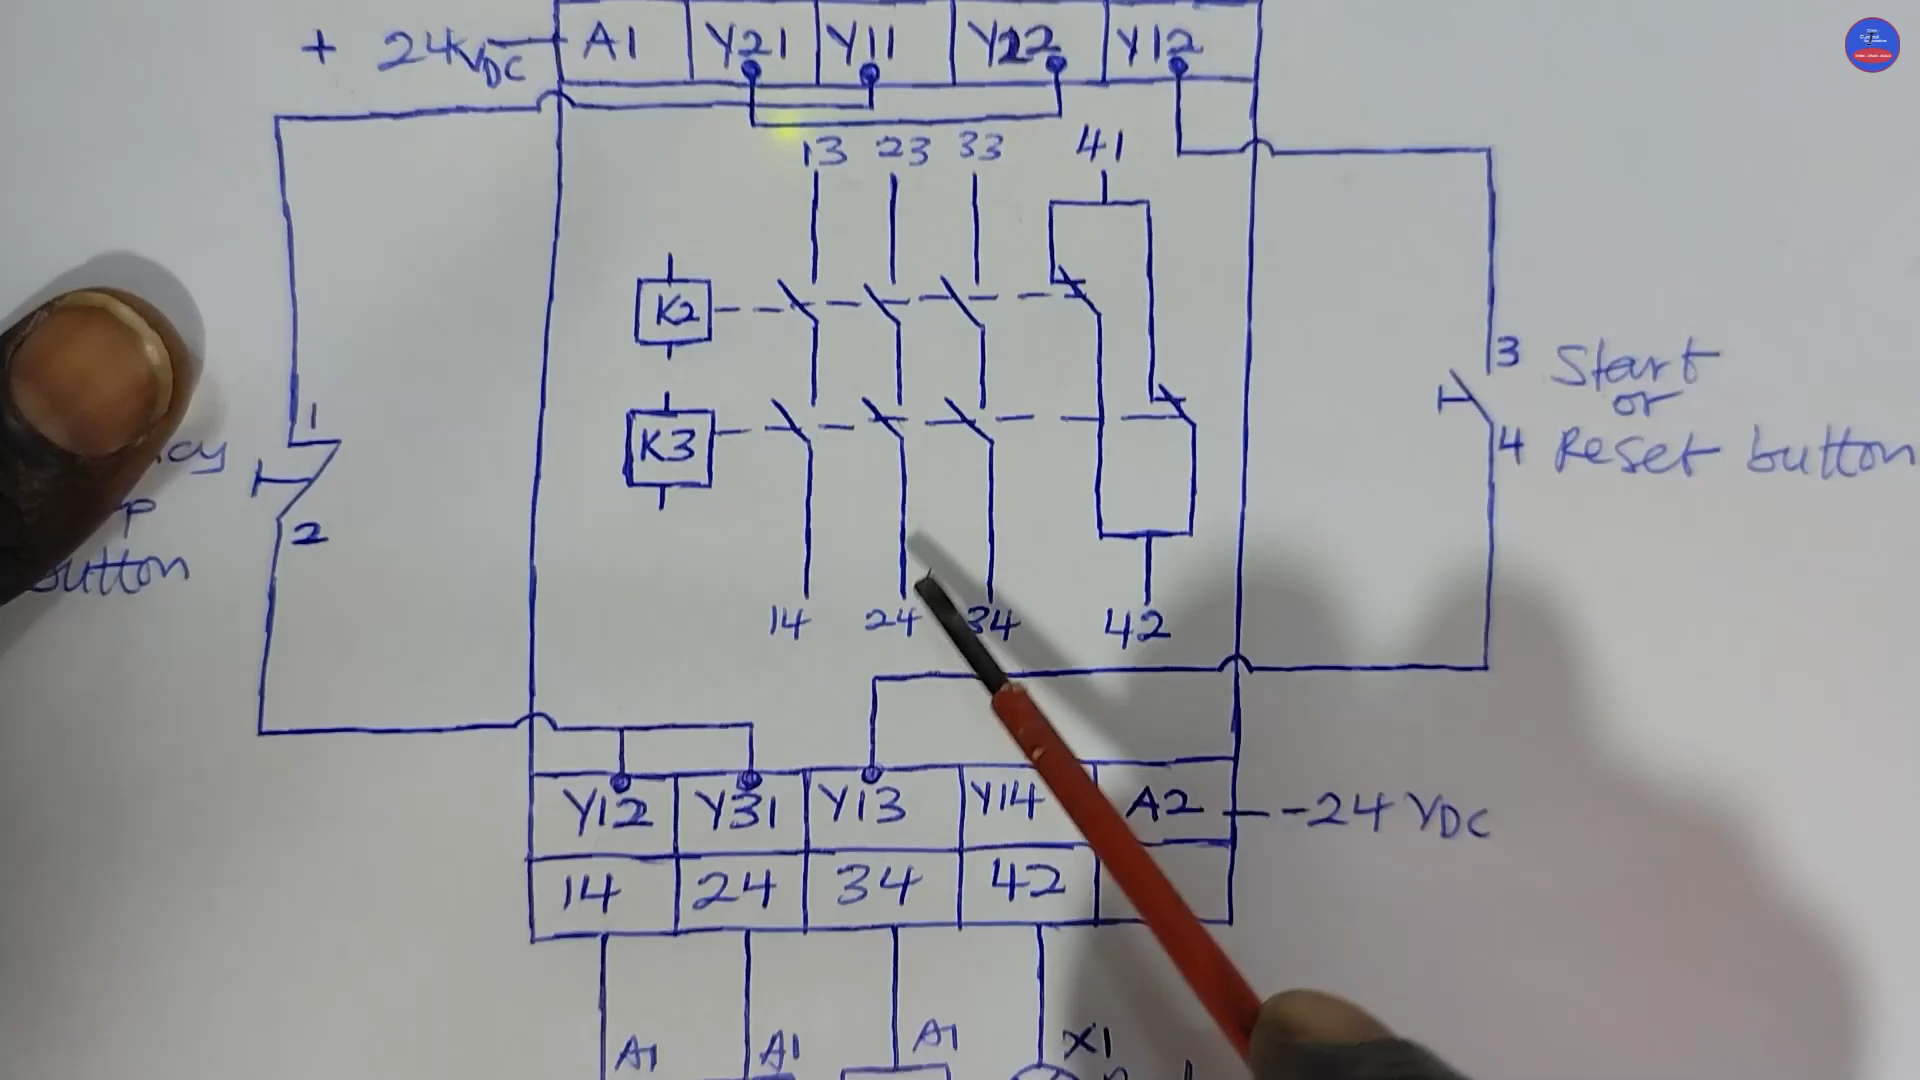 + 24VDC
A1 Y21 Y11 Y22 Y12
13 23 33 41
K2
K3
1
2
button
3 Start
or
4 Reset button
14 24 34 42
Y12 Y31 Y13 Y14 A2 -24 VDC
14 24 34 42
A1 A1 A1 X1